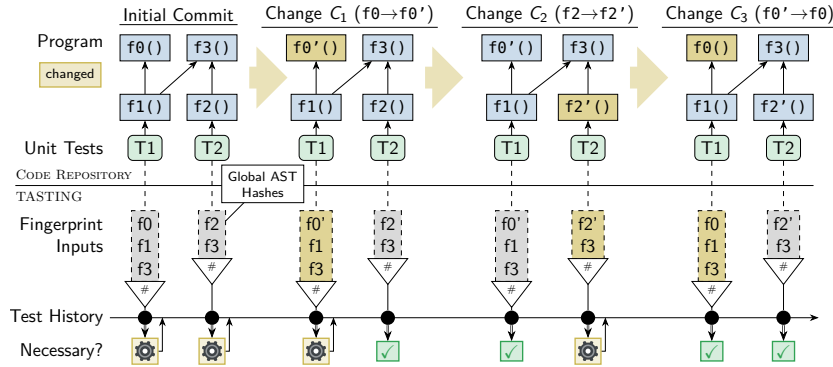 Initial Commit
Change C1 (f0→f0')
Change C2 (f2→f2')
Change C3 (f0'→f0)
Program
f0() f3() f0'() f3() f0'() f3() f0() f3()
changed
f1() f2() f1() f2() f1() f2'() f1() f2'()
Unit Tests
T1 T2 T1 T2 T1 T2 T1 T2
CODE REPOSITORY
TASTING
Global AST
Hashes
Fingerprint
Inputs
f0 f2 f0' f2 f0' f2' f0 f2'
f1 f3 f1 f3 f1 f3 f1 f3
f3 f3 f3 f3
# # # # # # # #
Test History
Necessary?
✓ ✓ ✓ ✓